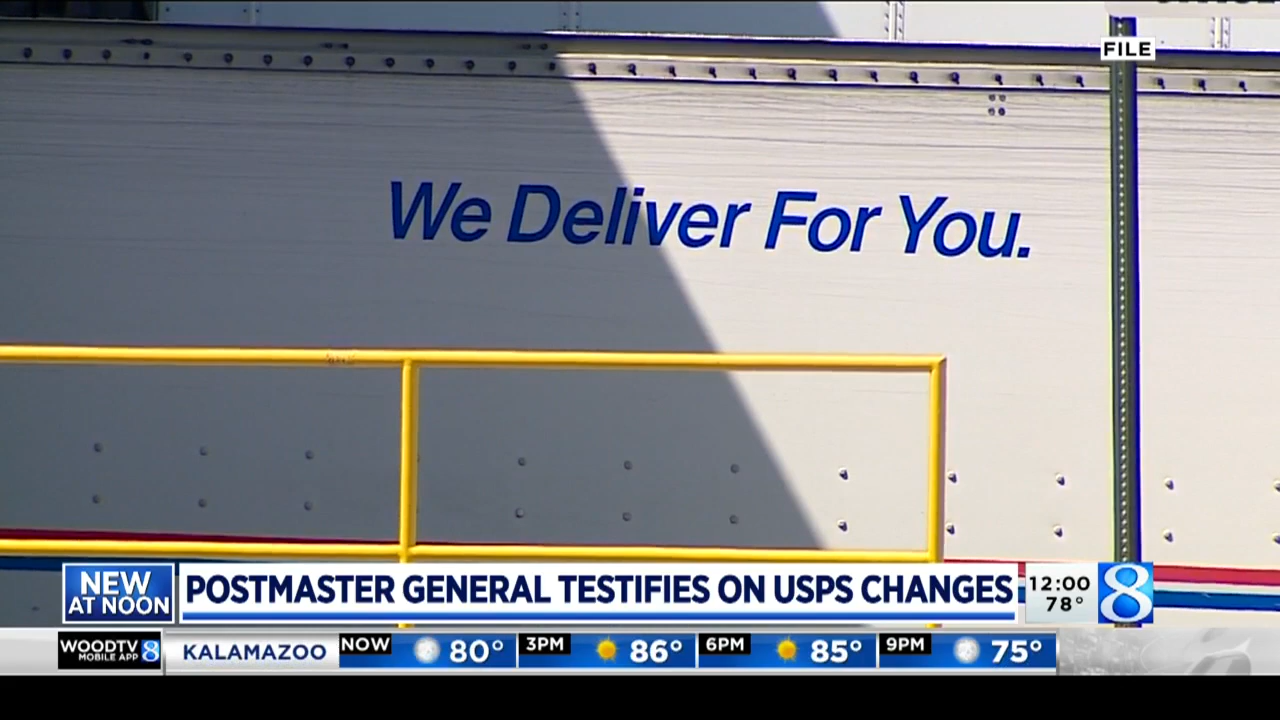 FILE
We Deliver For You.
NEW
AT NOON
POSTMASTER GENERAL TESTIFIES ON USPS CHANGES
12:00
78°
8
WOODTV 8
MOBILE APP
KALAMAZOO
NOW 80°
3PM 86°
6PM 85°
9PM 75°